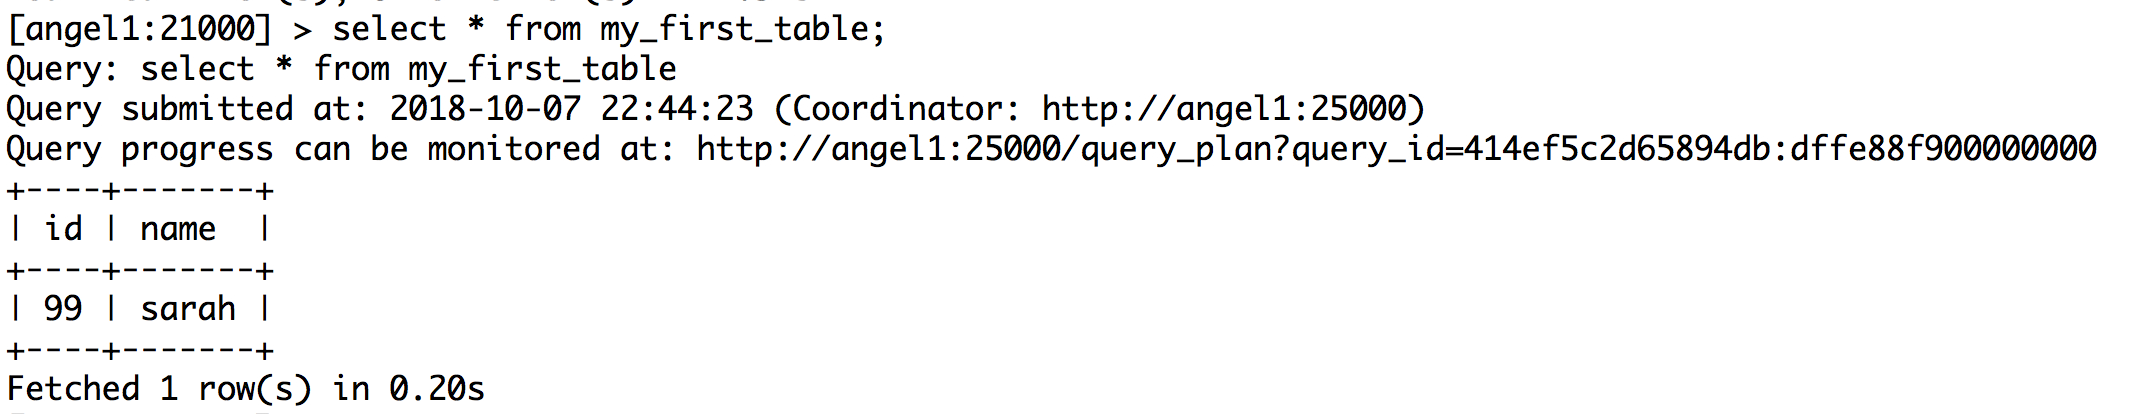 [angel1:21000] > select * from my_first_table;
Query: select * from my_first_table
Query submitted at: 2018-10-07 22:44:23 (Coordinator: http://angel1:25000)
Query progress can be monitored at: http://angel1:25000/query_plan?query_id=414ef5c2d65894db:dffe88f900000000
+----+-------+
| id | name  |
+----+-------+
| 99 | sarah |
+----+-------+
Fetched 1 row(s) in 0.20s